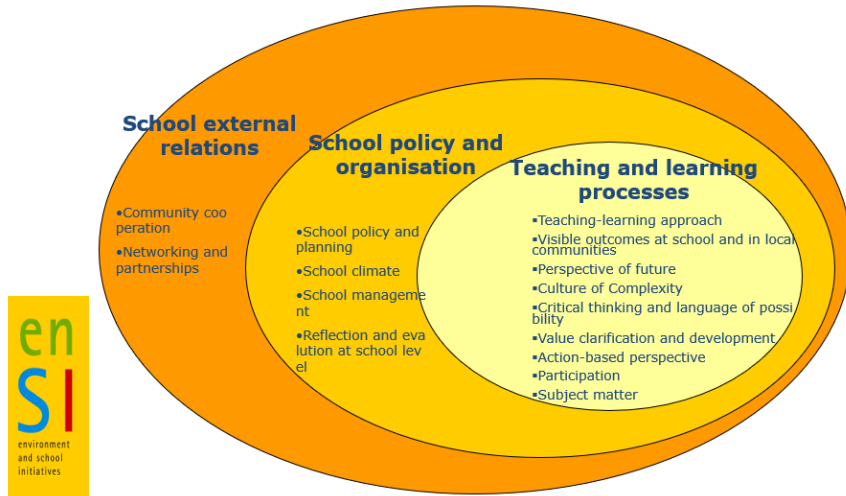 School external
relations
•Community coo
peration
•Networking and
partnerships
School policy and
organisation
•School policy and
planning
•School climate
•School manageme
nt
•Reflection and eva
lution at school lev
el
Teaching and learning
processes
▪Teaching-learning approach
▪Visible outcomes at school and in local
communities
▪Perspective of future
▪Culture of Complexity
▪Critical thinking and language of possi
bility
▪Value clarification and development
▪Action-based perspective
▪Participation
▪Subject matter
en
SI
environment
and school
initiatives